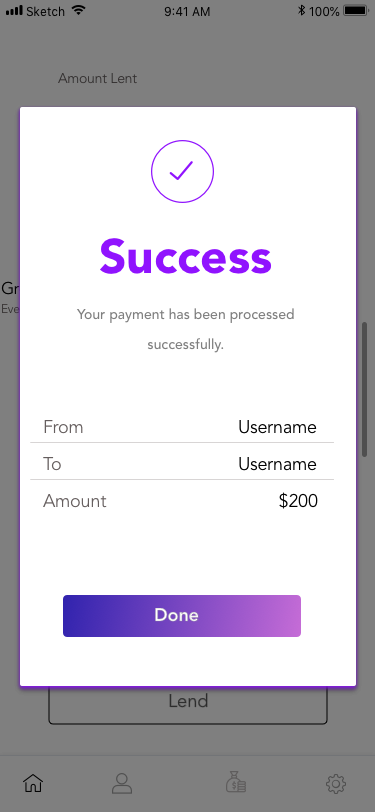 Sketch 9:41 AM 100%
Amount Lent
Success
Gr
Eve
Your payment has been processed
successfully.
From Username
To Username
Amount $200
Done
Lend